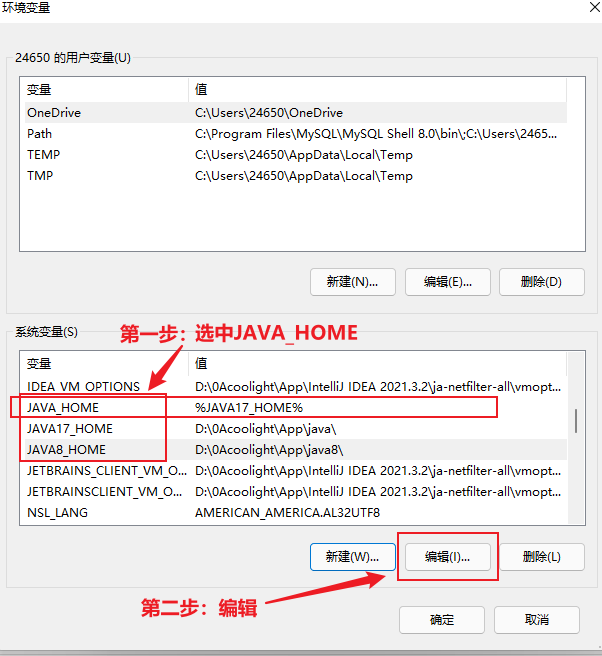 环境变量
24650 的用户变量(U)
变量 值
OneDrive C:\Users\24650\OneDrive
Path C:\Program Files\MySQL\MySQL Shell 8.0\bin\;C:\Users\2465...
TEMP C:\Users\24650\AppData\Local\Temp
TMP C:\Users\24650\AppData\Local\Temp
新建(N)... 编辑(E)... 删除(D)
系统变量(S)
第一步：选中JAVA_HOME
变量 值
IDEA_VM_OPTIONS D:\0Acoolight\App\IntelliJ IDEA 2021.3.2\ja-netfilter-all\vmopt...
JAVA_HOME %JAVA17_HOME%
JAVA17_HOME D:\0Acoolight\App\java\
JAVA8_HOME D:\0Acoolight\App\java8\
JETBRAINS_CLIENT_VM_O... D:\0Acoolight\App\IntelliJ IDEA 2021.3.2\ja-netfilter-all\vmopt...
JETBRAINSCLIENT_VM_O... D:\0Acoolight\App\IntelliJ IDEA 2021.3.2\ja-netfilter-all\vmopt...
NSL_LANG AMERICAN_AMERICA.AL32UTF8
新建(W)... 编辑(I)... 删除(L)
第二步：编辑
确定 取消